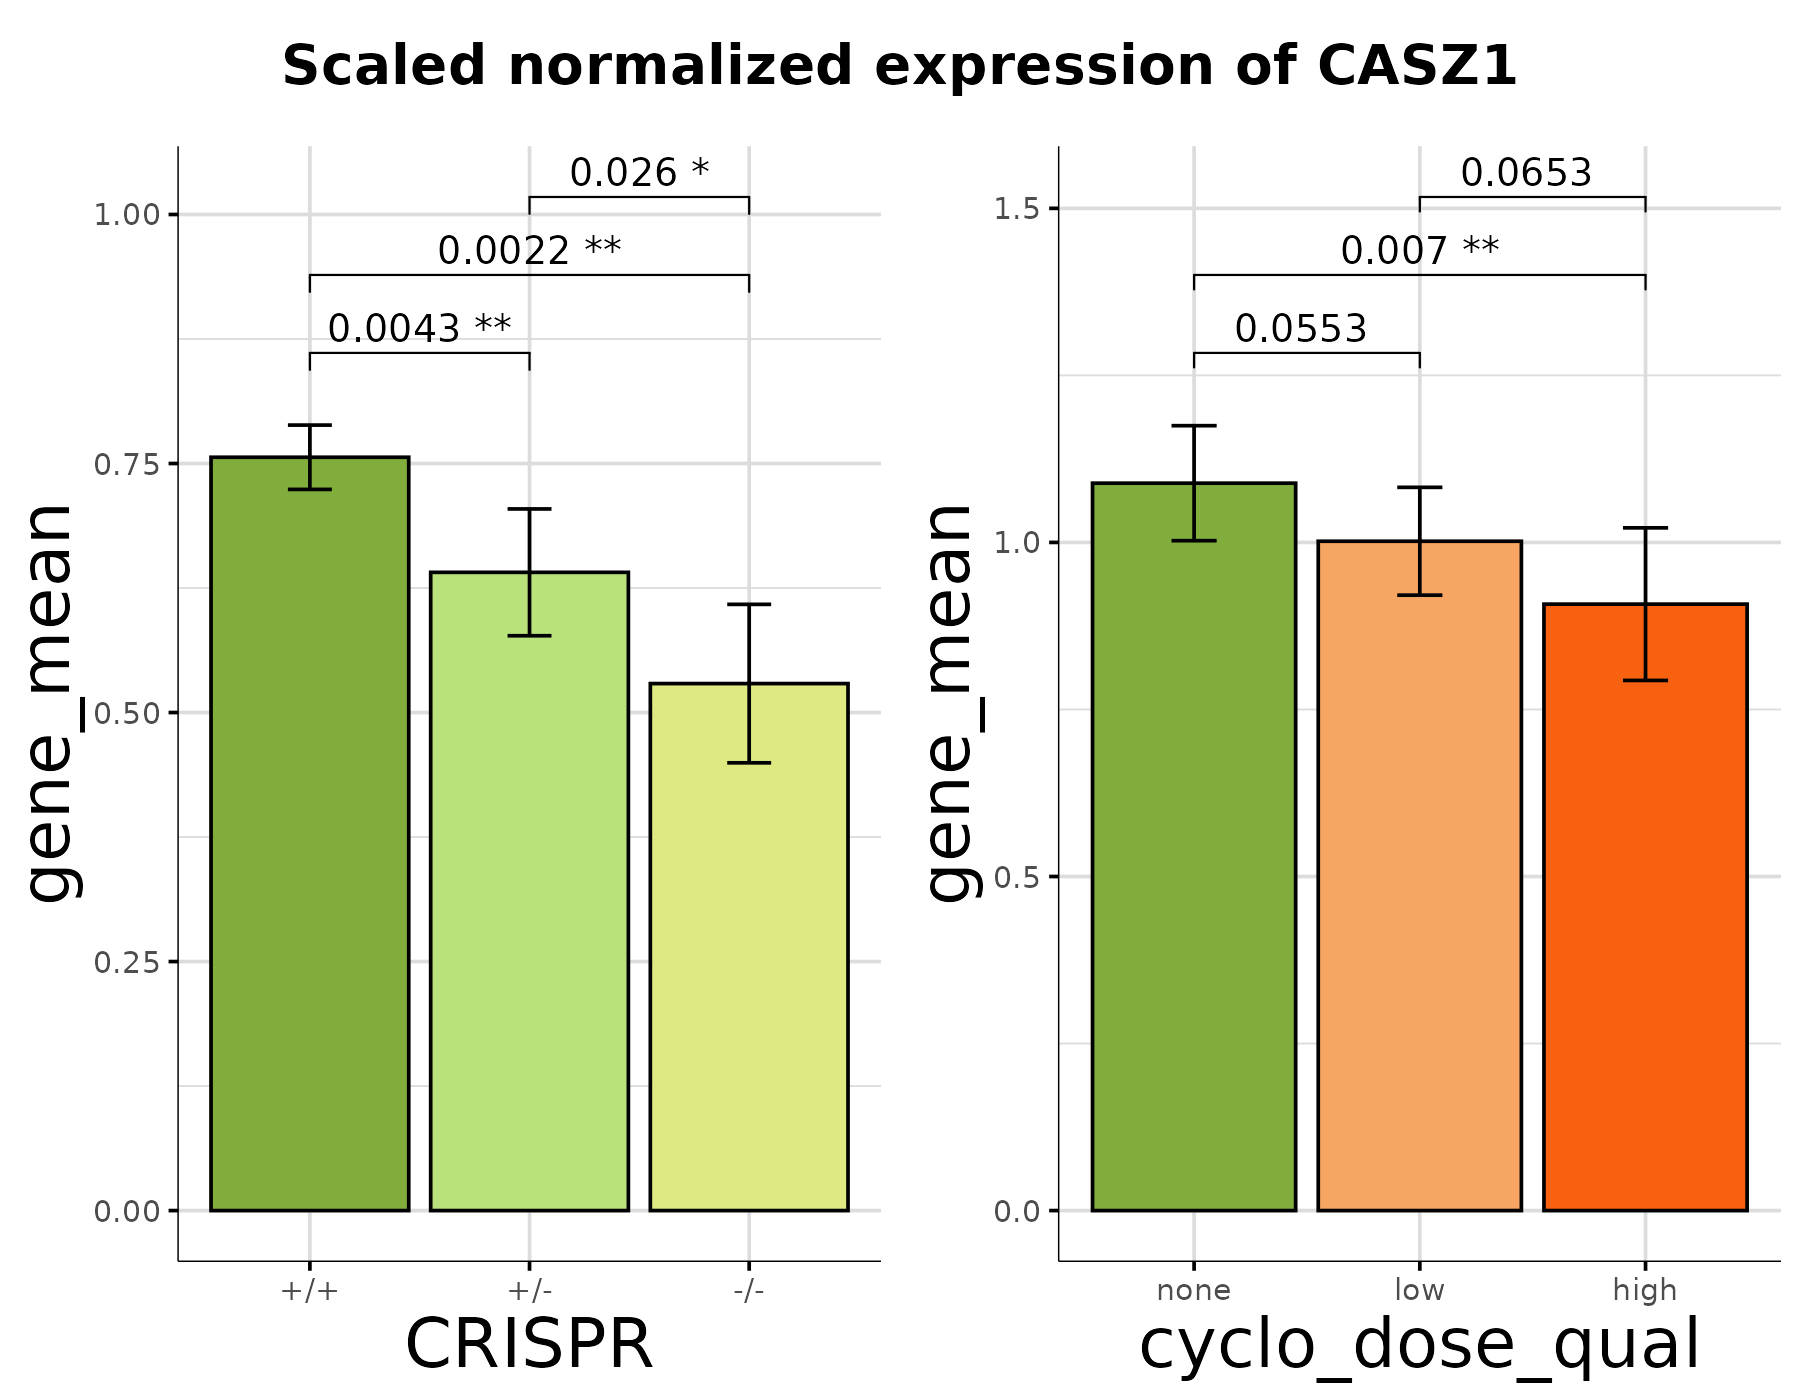 Scaled normalized expression of CASZ1
gene_mean
1.00
0.75
0.50
0.25
0.00
0.026 *
0.0022 **
0.0043 **
+/+
+/-
-/-
CRISPR
gene_mean
1.5
1.0
0.5
0.0
0.0653
0.007 **
0.0553
none
low
high
cyclo_dose_qual